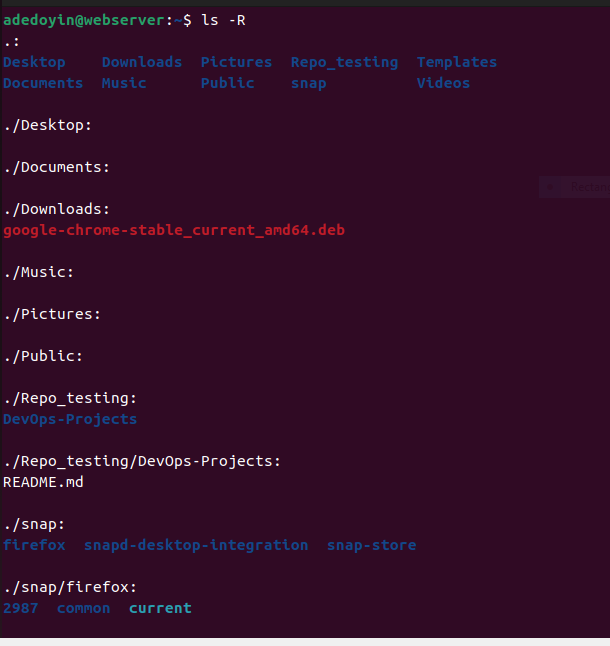 adedoyin@webserver:~$ ls -R
.:
Desktop Downloads Pictures Repo_testing Templates
Documents Music Public snap Videos
./Desktop:
./Documents:
./Downloads:
google-chrome-stable_current_amd64.deb
./Music:
./Pictures:
./Public:
./Repo_testing:
DevOps-Projects
./Repo_testing/DevOps-Projects:
README.md
./snap:
firefox snapd-desktop-integration snap-store
./snap/firefox:
2987 common current